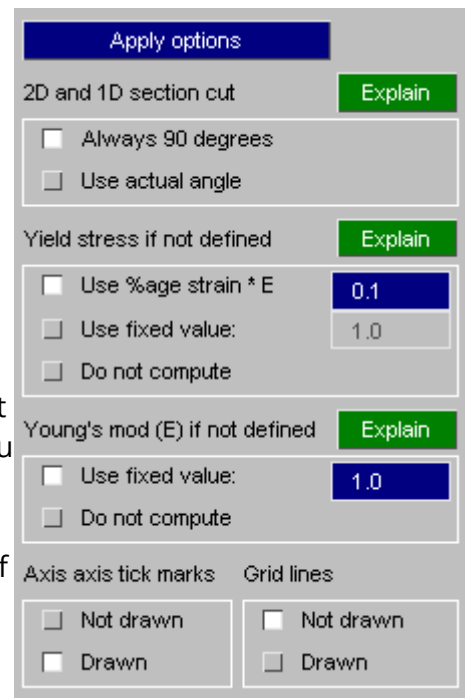 Apply options
2D and 1D section cut Explain
Always 90 degrees
Use actual angle
Yield stress if not defined Explain
Use %age strain * E 0.1
Use fixed value: 1.0
Do not compute
t
Young's mod (E) if not defined Explain
u
Use fixed value: 1.0
Do not compute
f
Axis axis tick marks Grid lines
Not drawn Not drawn
Drawn Drawn